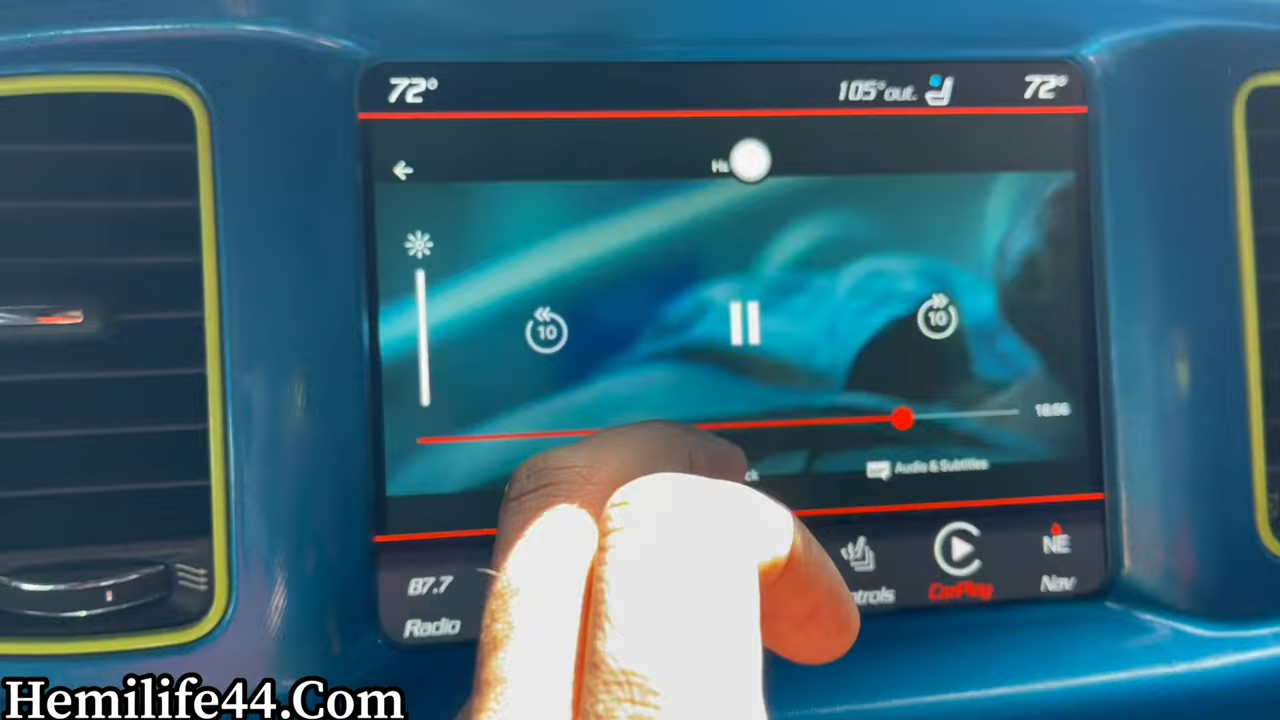 72° 105° out. 72°
10 10
18:56
Audio & Subtitles
87.7 CarPlay NE
Radio Nav
Hemilife44.Com